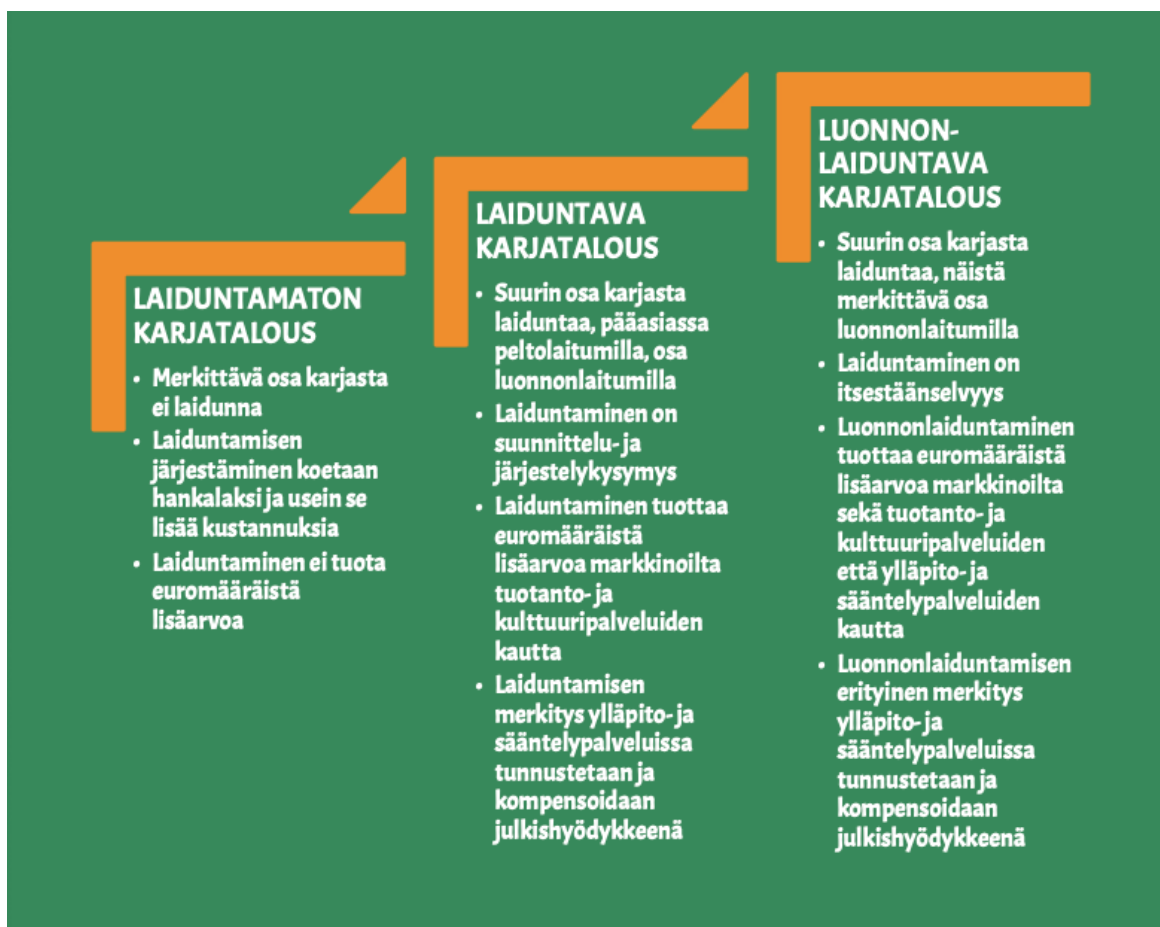 LAIDUNTAMATON
KARJATALOUS
• Merkittävä osa karjasta
ei laidunna
• Laiduntamisen
järjestäminen koetaan
hankalaksi ja usein se
lisää kustannuksia
• Laiduntaminen ei tuota
euromääräistä
lisäarvoa
LAIDUNTAVA
KARJATALOUS
• Suurin osa karjasta
laiduntaa, pääasiassa
peltolaitumilla, osa
luonnonlaitumilla
• Laiduntaminen on
suunnittelu- ja
järjestelykysymys
• Laiduntaminen tuottaa
euromääräistä
lisäarvoa markkinoilta
tuotanto- ja
kulttuuripalveluiden
kautta
• Laiduntamisen
merkitys ylläpito- ja
sääntelypalveluissa
tunnustetaan ja
kompensoidaan
julkishyödykkeenä
LUONNON-
LAIDUNTAVA
KARJATALOUS
• Suurin osa karjasta
laiduntaa, näistä
merkittävä osa
luonnonlaitumilla
• Laiduntaminen on
itsestäänselvyys
• Luonnonlaiduntaminen
tuottaa euromääräistä
lisäarvoa markkinoilta
sekä tuotanto- ja
kulttuuripalveluiden
että ylläpito- ja
sääntelypalveluiden
kautta
• Luonnonlaiduntamisen
erityinen merkitys
ylläpito- ja
sääntelypalveluissa
tunnustetaan ja
kompensoidaan
julkishyödykkeenä